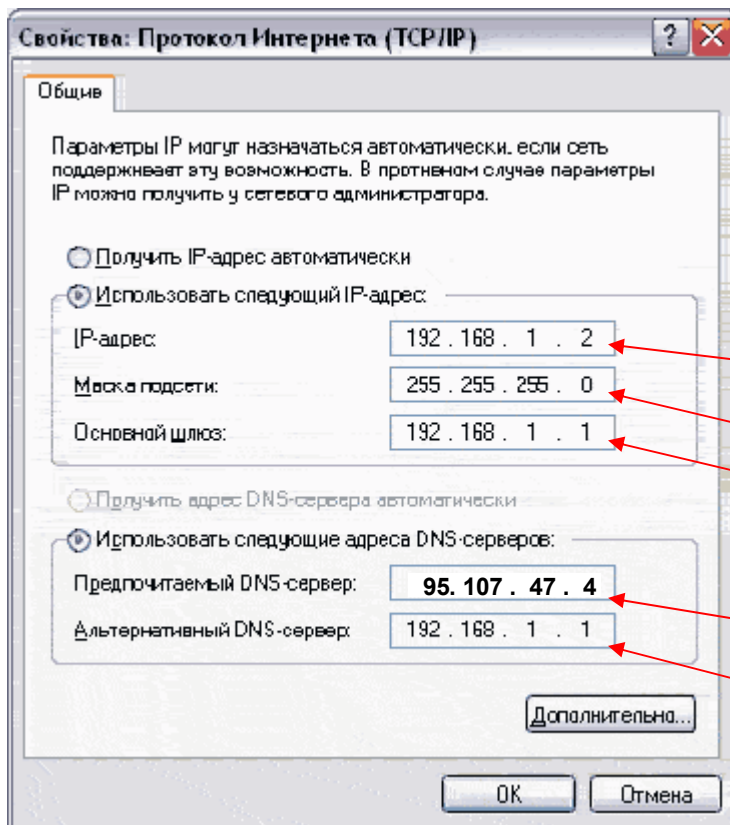 Свойства: Протокол Интернета (TCP/IP)
?
Общие
Параметры IP могут назначаться автоматически, если сеть
поддерживает эту возможность. В противном случае параметры
IP можно получить у сетевого администратора.
Получить IP-адрес автоматически
Использовать следующий IP-адрес:
IP-адрес: 192 . 168 . 1 . 2
Маска подсети: 255 . 255 . 255 . 0
Основной шлюз: 192 . 168 . 1 . 1
Получить адрес DNS-сервера автоматически
Использовать следующие адреса DNS-серверов:
Предпочитаемый DNS-сервер: 95. 107 . 47 . 4
Альтернативный DNS-сервер: 192 . 168 . 1 . 1
Дополнительно...
OK Отмена